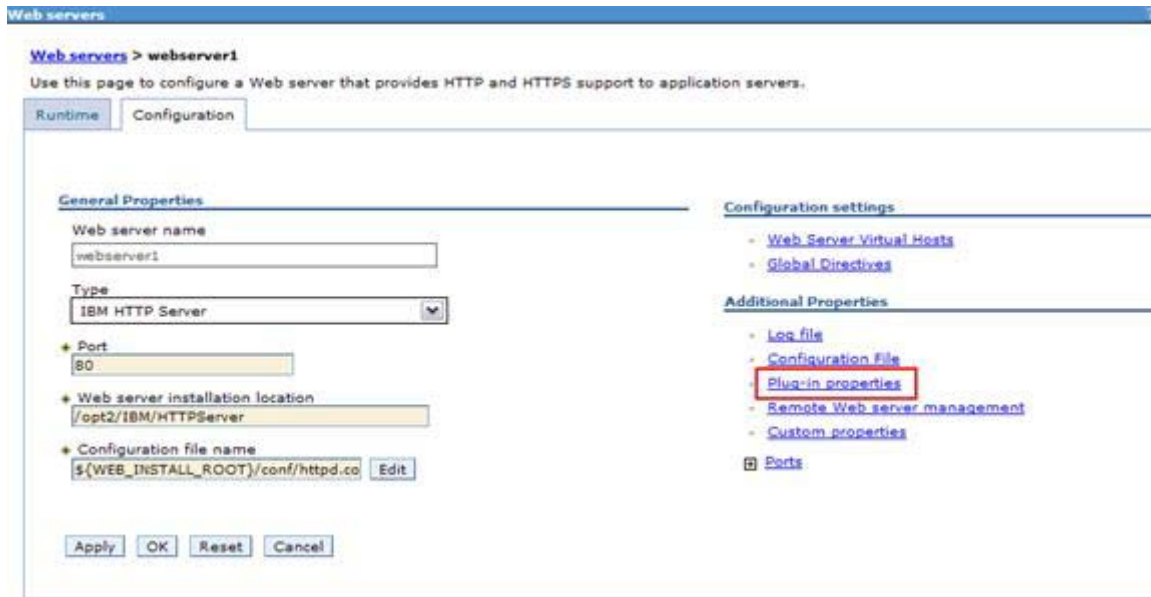 Web servers
Web servers > webserver1
Use this page to configure a Web server that provides HTTP and HTTPS support to application servers.
Runtime
Configuration
General Properties
Web server name
webserver1
Type
IBM HTTP Server
Port
80
Web server installation location
/opt2/IBM/HTTPServer
Configuration file name
${WEB_INSTALL_ROOT}/conf/httpd.co
Edit
Apply
OK
Reset
Cancel
Configuration settings
Web Server Virtual Hosts
Global Directives
Additional Properties
Log file
Configuration File
Plug-in properties
Remote Web server management
Custom properties
Ports